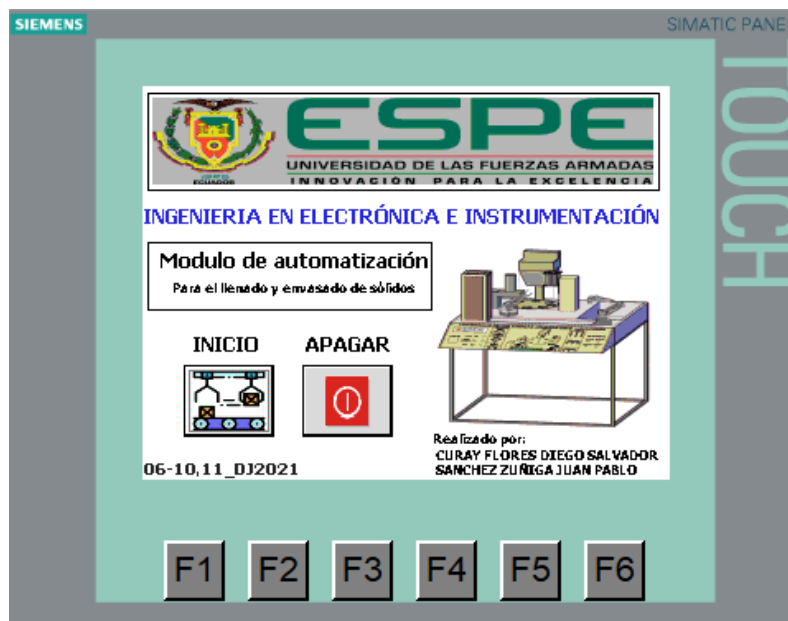 SIEMENS
SIMATIC PANE
TOUCH
ESPE
UNIVERSIDAD DE LAS FUERZAS ARMADAS
INNOVACIÓN PARA LA EXCELENCIA
ECUADOR
INGENIERIA EN ELECTRÓNICA E INSTRUMENTACIÓN
Modulo de automatización
Para el llenado y envasado de sólidos
INICIO APAGAR
Realizado por:
CURAY FLORES DIEGO SALVADOR
SANCHEZ ZUÑIGA JUAN PABLO
06-10,11_DJ2021
F1 F2 F3 F4 F5 F6